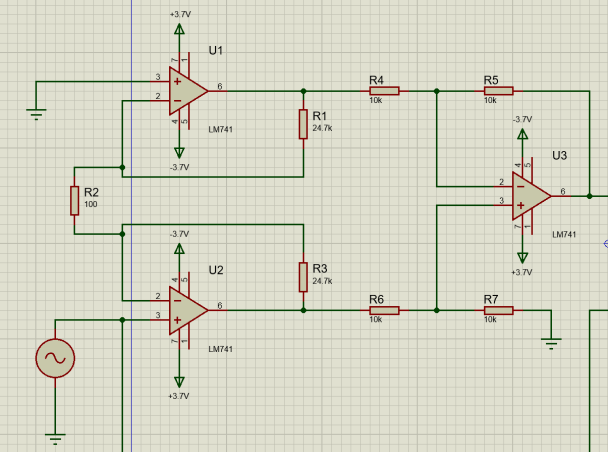 +3.7V
U1
7
1
3
+
6
2
−
4
5
LM741
-3.7V
R4
10k
R5
10k
R1
24.7k
-3.7V
4
5
U3
2
−
6
3
+
7
1
LM741
+3.7V
R2
100
-3.7V
4
5
U2
R3
24.7k
2
−
6
3
+
7
1
LM741
+3.7V
R6
10k
R7
10k